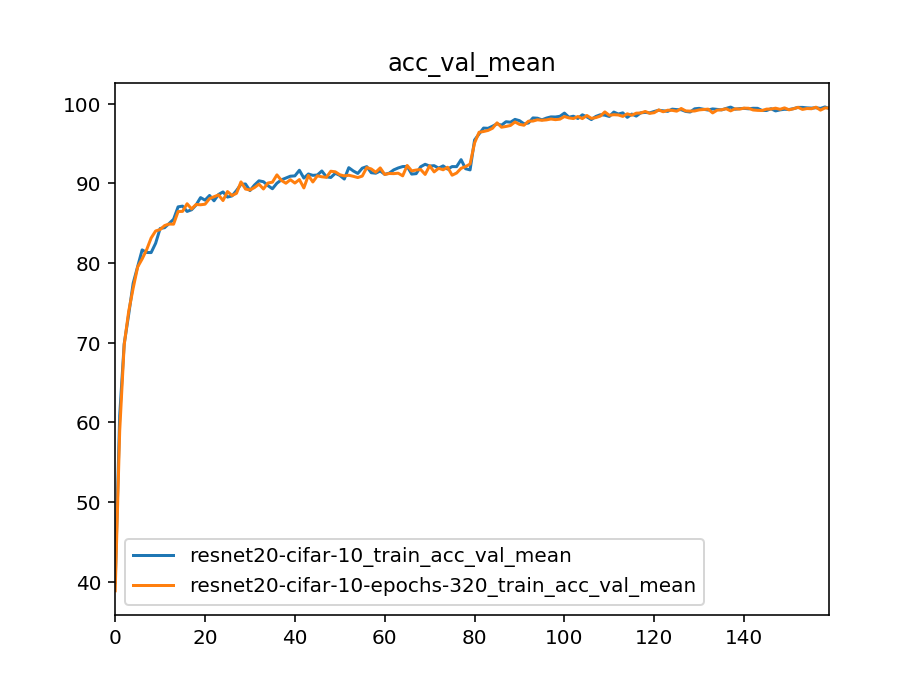 acc_val_mean
100
90
80
70
60
50
40
resnet20-cifar-10_train_acc_val_mean
resnet20-cifar-10-epochs-320_train_acc_val_mean
0 20 40 60 80 100 120 140